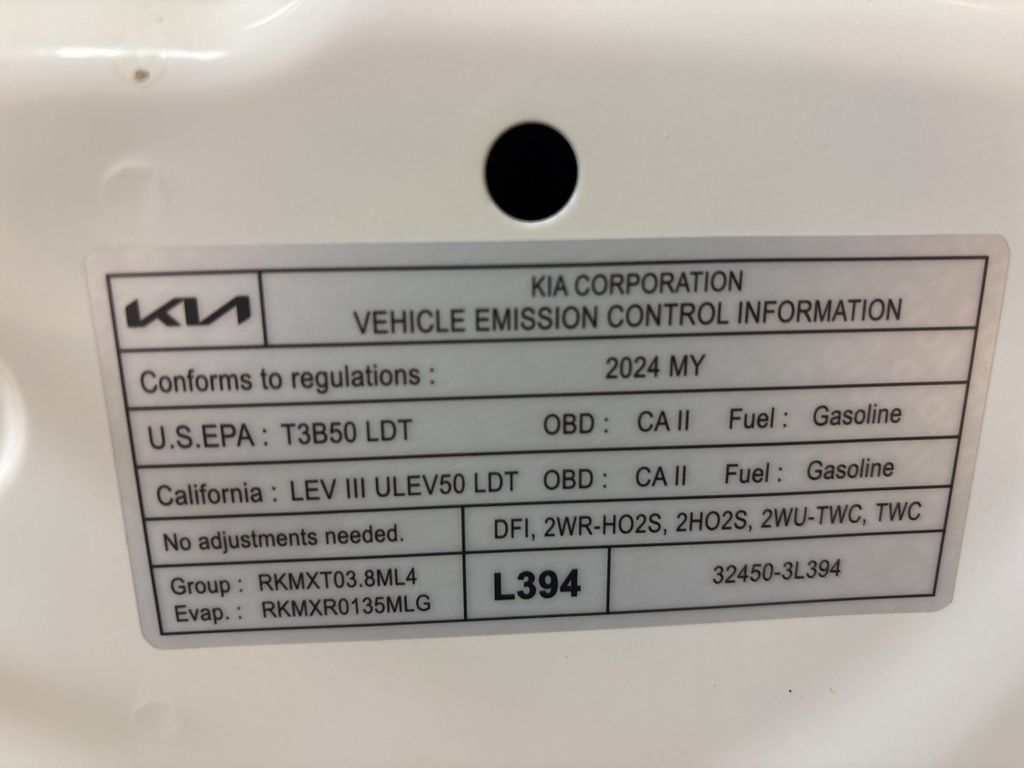 KIA
KIA CORPORATION
VEHICLE EMISSION CONTROL INFORMATION
Conforms to regulations : 2024 MY
U.S.EPA : T3B50 LDT OBD : CA II Fuel : Gasoline
California : LEV III ULEV50 LDT OBD : CA II Fuel : Gasoline
No adjustments needed. DFI, 2WR-HO2S, 2HO2S, 2WU-TWC, TWC
Group : RKMXT03.8ML4
Evap. : RKMXR0135MLG
L394
32450-3L394